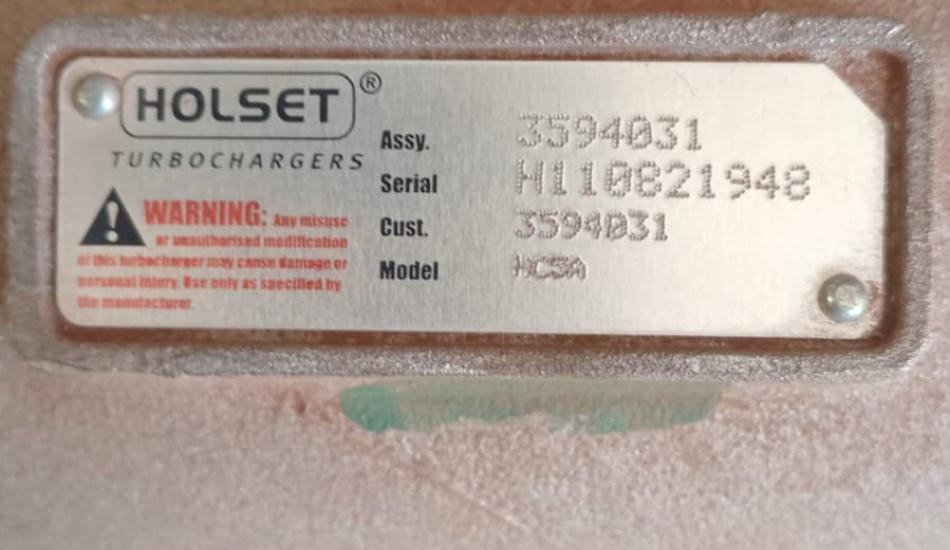 HOLSET®
TURBOCHARGERS
WARNING: Any misuse
or unauthorised modification
of this turbocharger may cause damage or
personal injury. Use only as specified by
the manufacturer.
Assy. 3594031
Serial H110821948
Cust. 3594031
Model HC5A